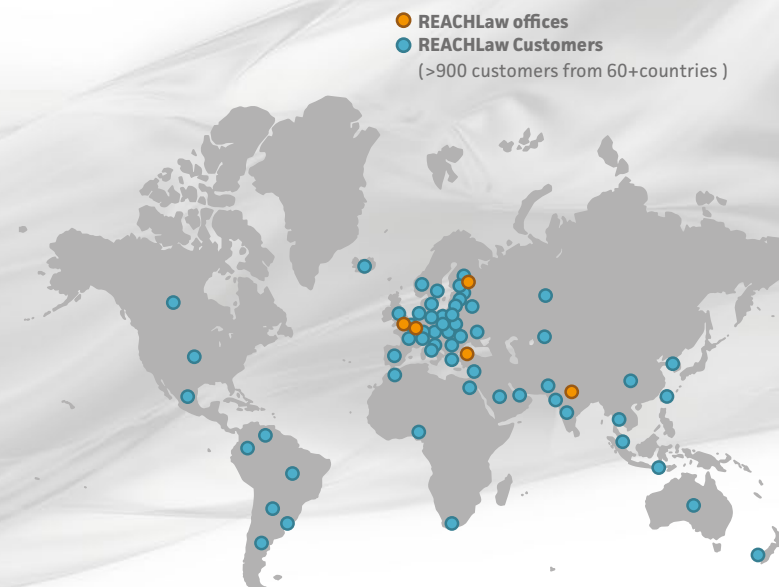 REACHLaw offices
REACHLaw Customers
(>900 customers from 60+countries )